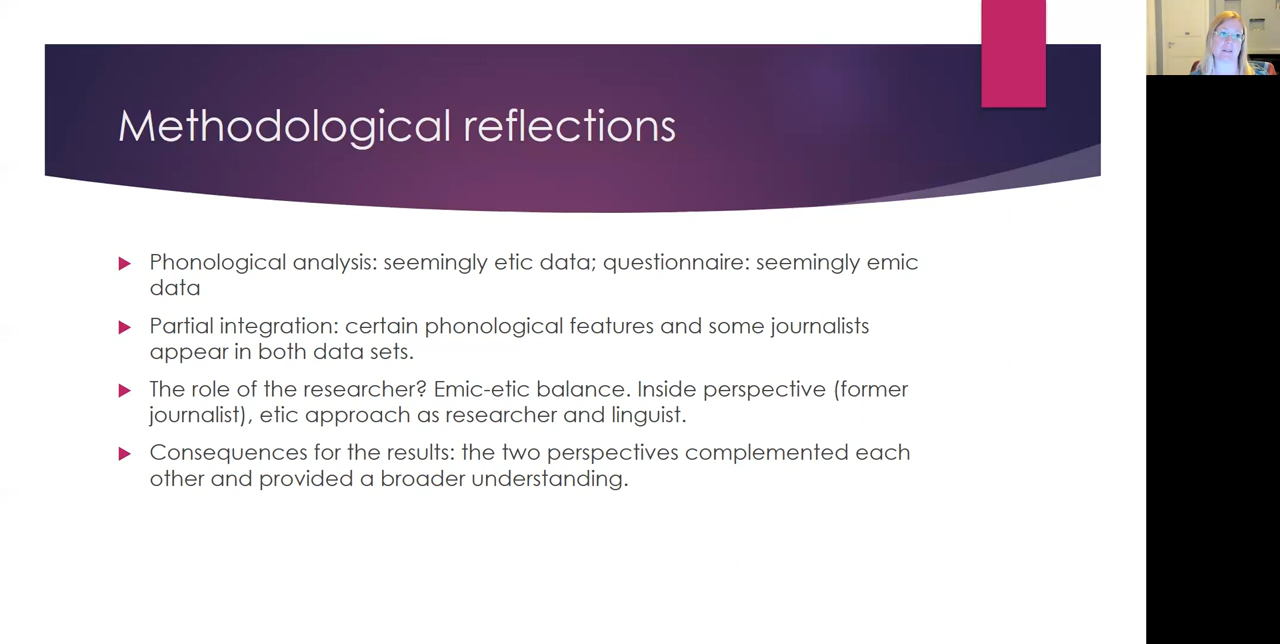 Methodological reflections
Phonological analysis: seemingly etic data; questionnaire: seemingly emic
data
Partial integration: certain phonological features and some journalists
appear in both data sets.
The role of the researcher? Emic-etic balance. Inside perspective (former
journalist), etic approach as researcher and linguist.
Consequences for the results: the two perspectives complemented each
other and provided a broader understanding.